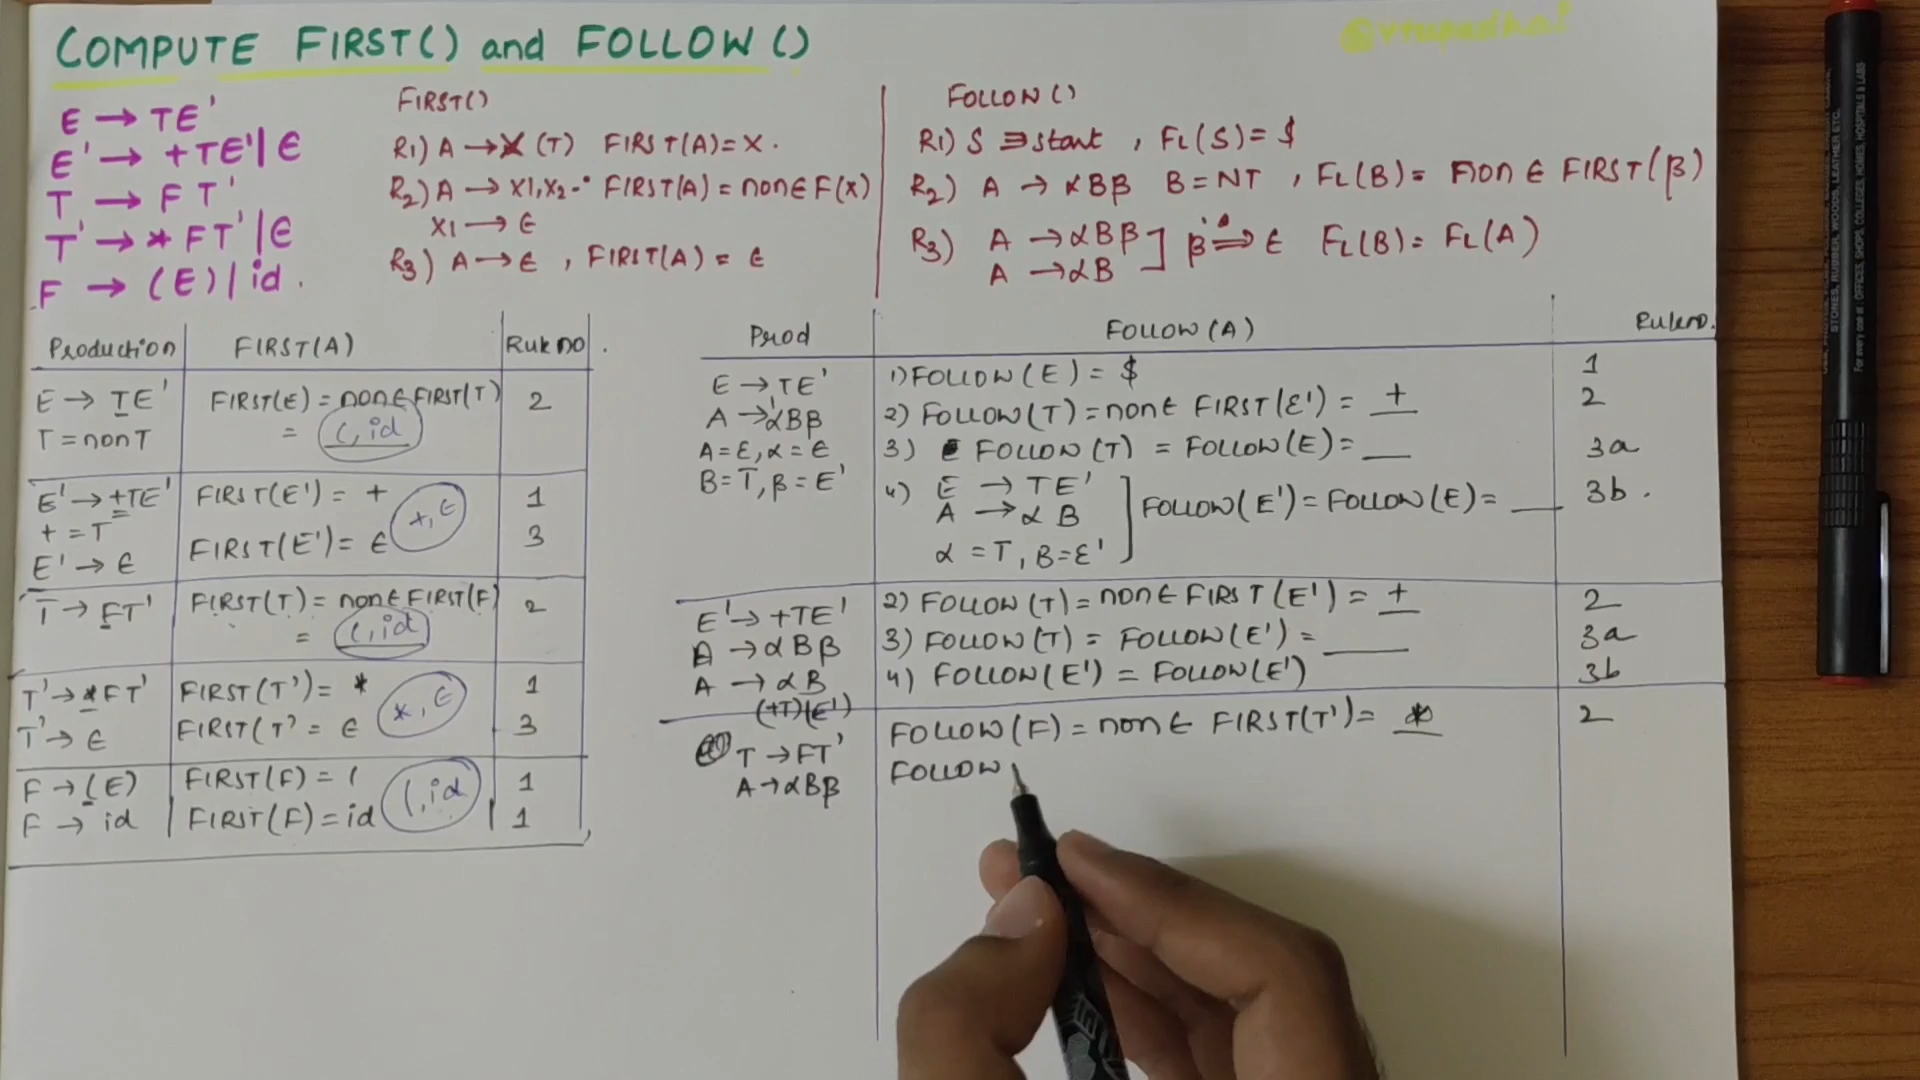 COMPUTE FIRST() and FOLLOW()
E → TE'
E' → +TE'|ϵ
T → FT'
T' → *FT'|ϵ
F → (E)|id.
FIRST()
R1) A → X (T) FIRST(A)=X.
R2) A → X1,X2-- FIRST(A) = non ϵ F(X)
X1 → ϵ
R3) A → ϵ, FIRST(A) = ϵ
FOLLOW()
R1) S ∃ start, FL(S) = $
R2) A → αBβ B=NT, FL(B) = non ϵ FIRST(β)
R3) A → αBβ ] β ⇒ ϵ FL(B) = FL(A)
A → αB
Production FIRST(A) Rule no.
E → TE' FIRST(E) = non ϵ FIRST(T) 2
T = nonT = (, id
E' → +TE' FIRST(E') = + 1
+ = T +, ϵ
E' → ϵ FIRST(E') = ϵ 3
T → FT' FIRST(T) = non ϵ FIRST(F) 2
= (, id
T' → *FT' FIRST(T') = * 1
*, ϵ
T' → ϵ FIRST(T' = ϵ 3
F → (E) FIRST(F) = ( 1
(, id
F → id FIRST(F) = id 1
Prod FOLLOW(A) Rule no.
E → TE' 1) FOLLOW(E) = $ 1
A → αBβ 2) FOLLOW(T) = non ϵ FIRST(E') = + 2
A=E, α=ϵ 3) FOLLOW(T) = FOLLOW(E) = __ 3a
B=T, β=E' 4) E → TE' ] FOLLOW(E') = FOLLOW(E) = __ 3b.
A → αB
α = T, B=E'
E' → +TE' 2) FOLLOW(T) = non ϵ FIRST(E') = + 2
A → αBβ 3) FOLLOW(T) = FOLLOW(E') = __ 3a
A → αB 4) FOLLOW(E') = FOLLOW(E') 3b
(+T)(E')
T → FT' FOLLOW(F) = non ϵ FIRST(T') = * 2
A → αBβ FOLLOW